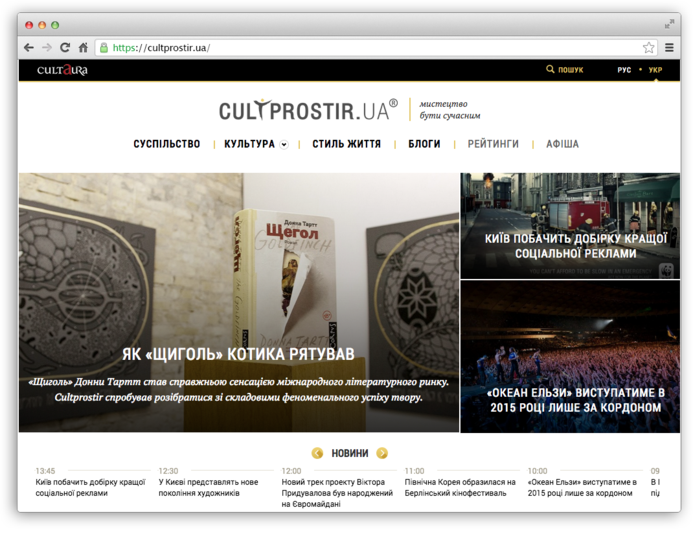 https://cultprostir.ua/
CULTAURA
ПОШУК
РУС • УКР
CULTPROSTIR.UA®
мистецтво
бути сучасним
СУСПІЛЬСТВО | КУЛЬТУРА | СТИЛЬ ЖИТТЯ | БЛОГИ | РЕЙТИНГИ | АФІША
Донна Тартт
Щегол
GOLDFINCH
DONNA TARTT
ЯК «ЩИГОЛЬ» КОТИКА РЯТУВАВ
«Щиголь» Донни Тартт став справжньою сенсацією міжнародного літературного ринку.
Cultprostir спробував розібратися зі складовими феноменального успіху твору.
КИЇВ ПОБАЧИТЬ ДОБІРКУ КРАЩОЇ
СОЦІАЛЬНОЇ РЕКЛАМИ
YOU CAN'T AFFORD TO BE SLOW IN AN EMERGENCY
«ОКЕАН ЕЛЬЗИ» ВИСТУПАТИМЕ В
2015 РОЦІ ЛИШЕ ЗА КОРДОНОМ
НОВИНИ
13:45
Київ побачить добірку кращої
соціальної реклами
12:30
У Києві представлять нове
покоління художників
12:00
Новий трек проекту Віктора
Придувалова був народжений
на Євромайдані
11:00
Північна Корея образилася на
Берлінський кінофестиваль
10:00
«Океан Ельзи» виступатиме в
2015 році лише за кордоном
09